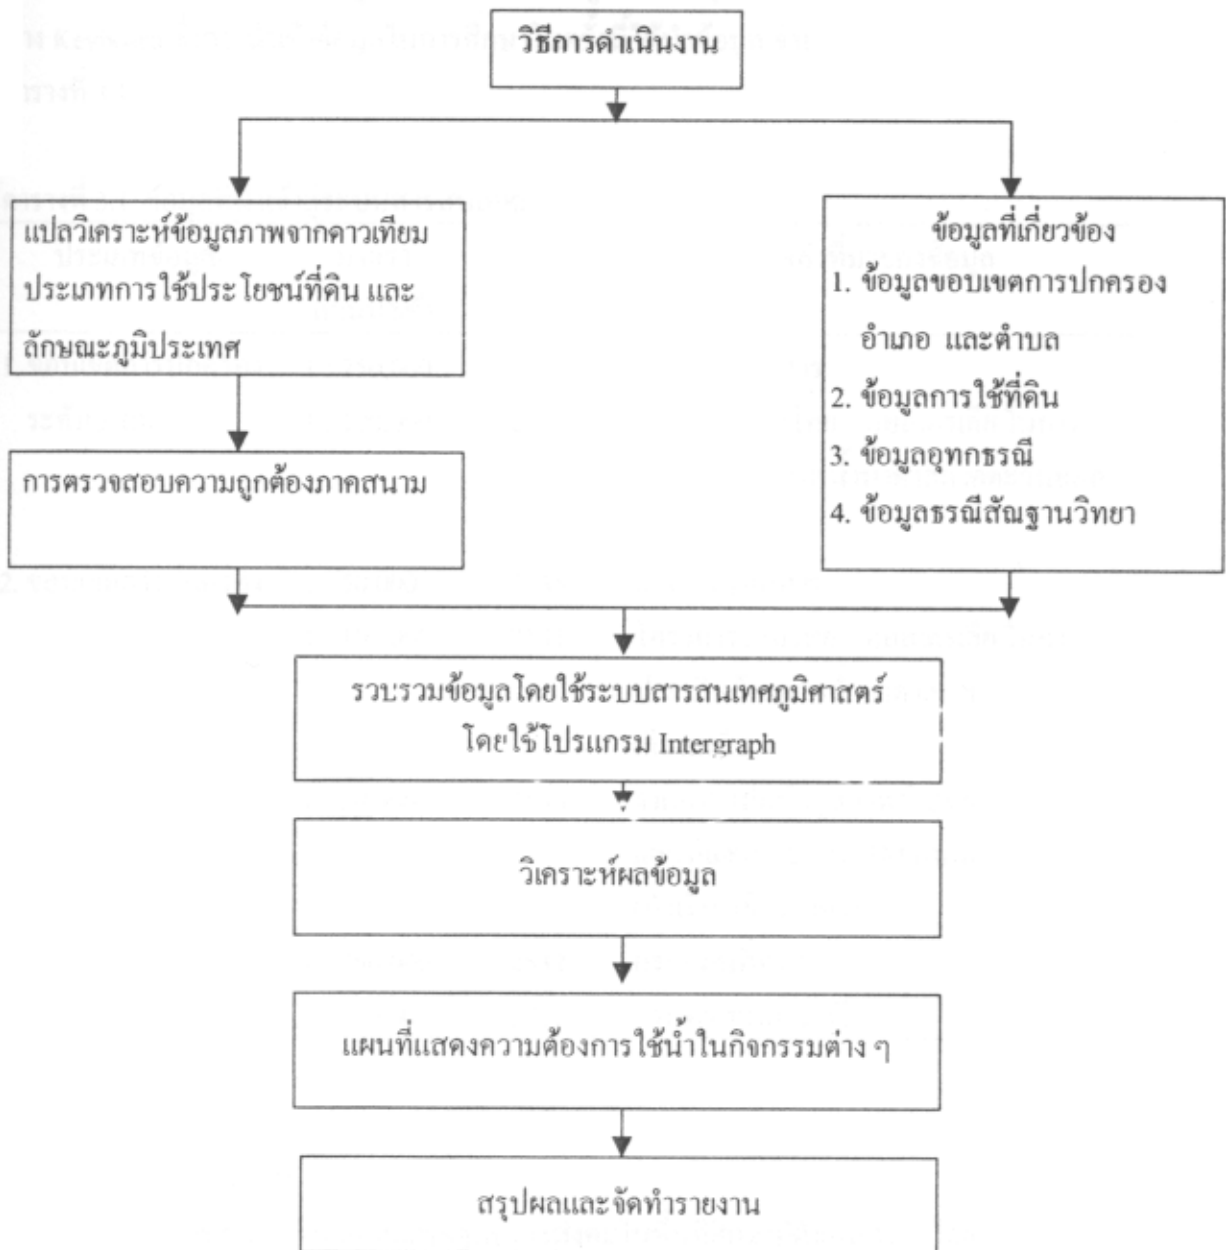 วิธีการดำเนินงาน
แปลวิเคราะห์ข้อมูลภาพจากดาวเทียม
ประเภทการใช้ประโยชน์ที่ดิน และ
ลักษณะภูมิประเทศ
การตรวจสอบความถูกต้องภาคสนาม
ข้อมูลที่เกี่ยวข้อง
1. ข้อมูลขอบเขตการปกครอง
อำเภอ และตำบล
2. ข้อมูลการใช้ที่ดิน
3. ข้อมูลอุทกธรณี
4. ข้อมูลธรณีสัณฐานวิทยา
รวบรวมข้อมูลโดยใช้ระบบสารสนเทศภูมิศาสตร์
โดยใช้โปรแกรม Intergraph
วิเคราะห์ผลข้อมูล
แผนที่แสดงความต้องการใช้น้ำในกิจกรรมต่าง ๆ
สรุปผลและจัดทำรายงาน